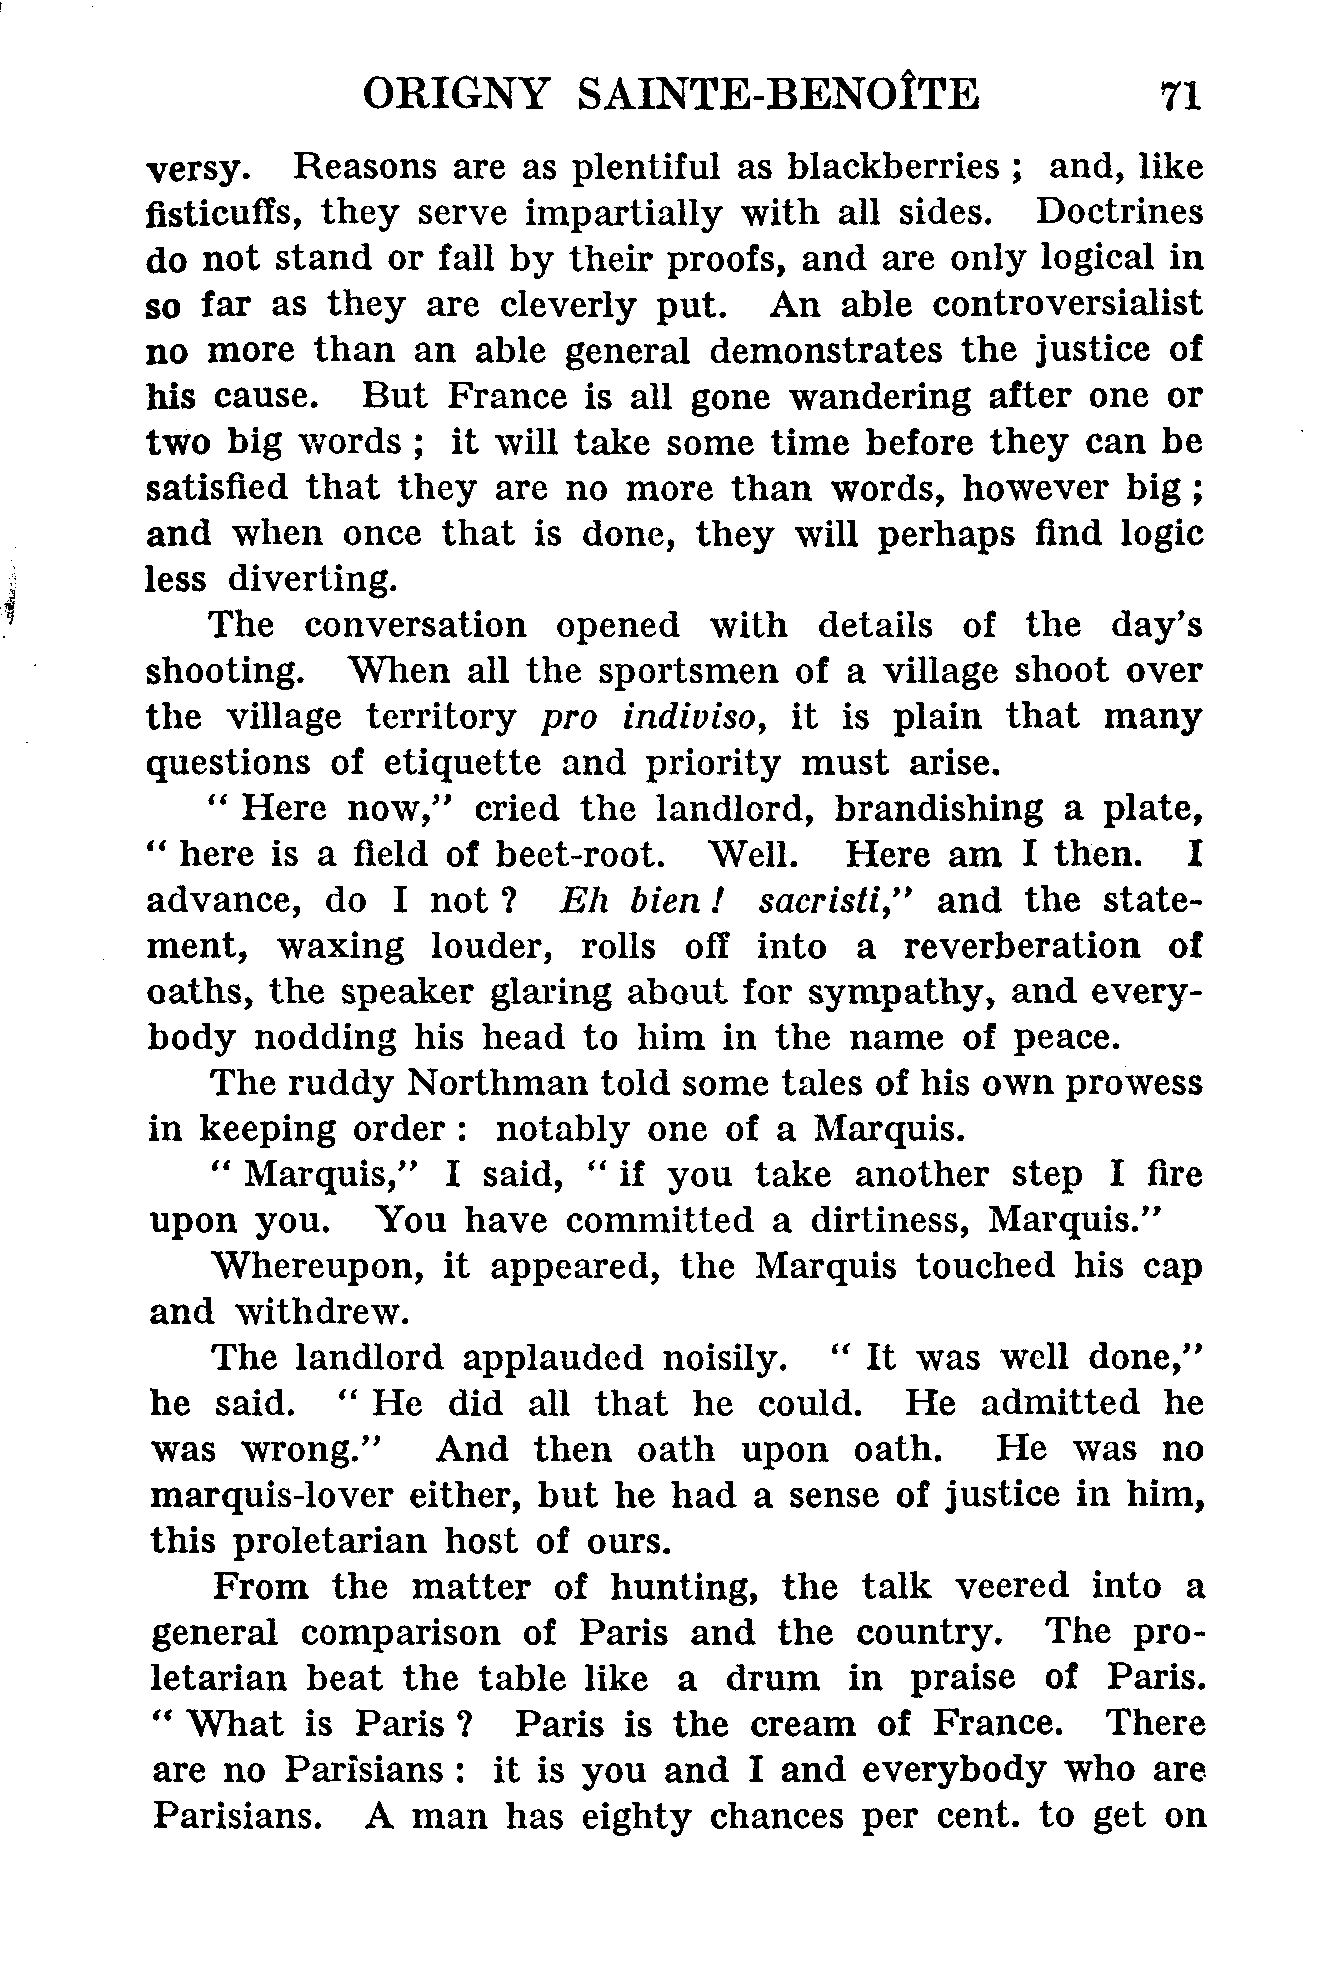 ORIGNY SAINTE-BENOÎTE 71
versy. Reasons are as plentiful as blackberries ; and, like
fisticuffs, they serve impartially with all sides. Doctrines
do not stand or fall by their proofs, and are only logical in
so far as they are cleverly put. An able controversialist
no more than an able general demonstrates the justice of
his cause. But France is all gone wandering after one or
two big words ; it will take some time before they can be
satisfied that they are no more than words, however big ;
and when once that is done, they will perhaps find logic
less diverting.
The conversation opened with details of the day's
shooting. When all the sportsmen of a village shoot over
the village territory pro indiviso, it is plain that many
questions of etiquette and priority must arise.
“ Here now,” cried the landlord, brandishing a plate,
“ here is a field of beet-root. Well. Here am I then. I
advance, do I not ? Eh bien ! sacristi,” and the state-
ment, waxing louder, rolls off into a reverberation of
oaths, the speaker glaring about for sympathy, and every-
body nodding his head to him in the name of peace.
The ruddy Northman told some tales of his own prowess
in keeping order : notably one of a Marquis.
“ Marquis,” I said, “ if you take another step I fire
upon you. You have committed a dirtiness, Marquis.”
Whereupon, it appeared, the Marquis touched his cap
and withdrew.
The landlord applauded noisily. “ It was well done,”
he said. “ He did all that he could. He admitted he
was wrong.” And then oath upon oath. He was no
marquis-lover either, but he had a sense of justice in him,
this proletarian host of ours.
From the matter of hunting, the talk veered into a
general comparison of Paris and the country. The pro-
letarian beat the table like a drum in praise of Paris.
“ What is Paris ? Paris is the cream of France. There
are no Parisians : it is you and I and everybody who are
Parisians. A man has eighty chances per cent. to get on